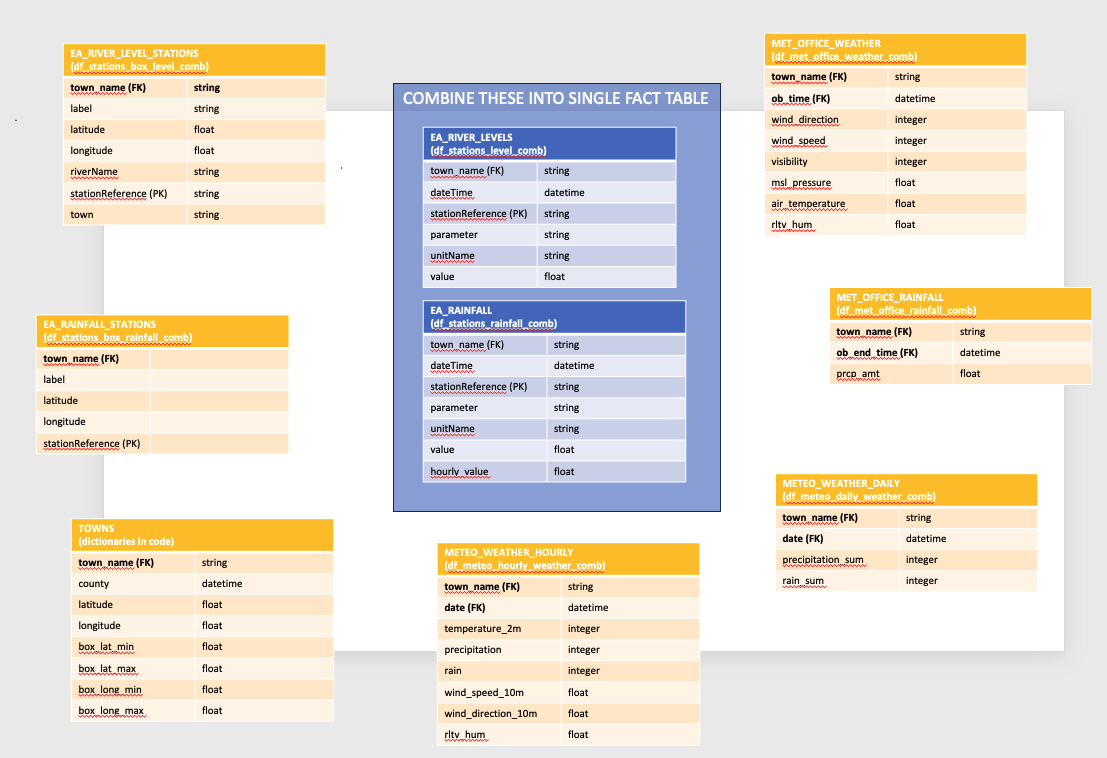 EA_RIVER_LEVEL_STATIONS
(df_stations_box_level_comb)
town_name (FK) string
label string
latitude float
longitude float
riverName string
stationReference (PK) string
town string
EA_RAINFALL_STATIONS
(df_stations_box_rainfall_comb)
town_name (FK)
label
latitude
longitude
stationReference (PK)
TOWNS
(dictionaries in code)
town_name (FK) string
county datetime
latitude float
longitude float
box_lat_min float
box_lat_max float
box_long_min float
box_long_max float
COMBINE THESE INTO SINGLE FACT TABLE
EA_RIVER_LEVELS
(df_stations_level_comb)
town_name (FK) string
dateTime datetime
stationReference (PK) string
parameter string
unitName string
value float
EA_RAINFALL
(df_stations_rainfall_comb)
town_name (FK) string
dateTime datetime
stationReference (PK) string
parameter string
unitName string
value float
hourly_value float
METEO_WEATHER_HOURLY
(df_meteo_hourly_weather_comb)
town_name (FK) string
date (FK) datetime
temperature_2m integer
precipitation integer
rain integer
wind_speed_10m float
wind_direction_10m float
rltv_hum float
MET_OFFICE_WEATHER
(df_met_office_weather_comb)
town_name (FK) string
ob_time (FK) datetime
wind_direction integer
wind_speed integer
visibility integer
msl_pressure float
air_temperature float
rltv_hum float
MET_OFFICE_RAINFALL
(df_met_office_rainfall_comb)
town_name (FK) string
ob_end_time (FK) datetime
prcp_amt float
METEO_WEATHER_DAILY
(df_meteo_daily_weather_comb)
town_name (FK) string
date (FK) datetime
precipitation_sum integer
rain_sum integer